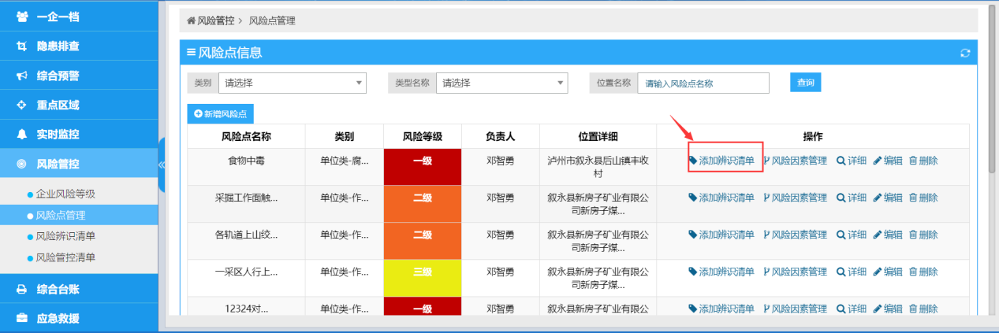 一企一档
隐患排查
综合预警
重点区域
实时监控
风险管控
企业风险等级
风险点管理
风险辨识清单
风险管控清单
综合台账
应急救援
风险管控 > 风险点管理
风险点信息
类别 请选择 类型名称 请选择 位置名称 请输入风险点名称 查询
新增风险点
风险点名称 类别 风险等级 负责人 位置详细 操作
食物中毒 单位类-腐... 一级 邓智勇 泸州市叙永县后山镇丰收 添加辨识清单 风险因素管理 详细 编辑 删除
村
采掘工作面触... 单位类-作... 二级 邓智勇 叙永县新房子矿业有限公 添加辨识清单 风险因素管理 详细 编辑 删除
司新房子煤...
各轨道上山绞... 单位类-作... 二级 邓智勇 叙永县新房子矿业有限公 添加辨识清单 风险因素管理 详细 编辑 删除
司新房子煤...
一采区人行上... 单位类-作... 三级 邓智勇 叙永县新房子矿业有限公 添加辨识清单 风险因素管理 详细 编辑 删除
司新房子煤...
12324对... 单位类-作... 一级 邓智勇 叙永县新房子矿业有限公 添加辨识清单 风险因素管理 详细 编辑 删除